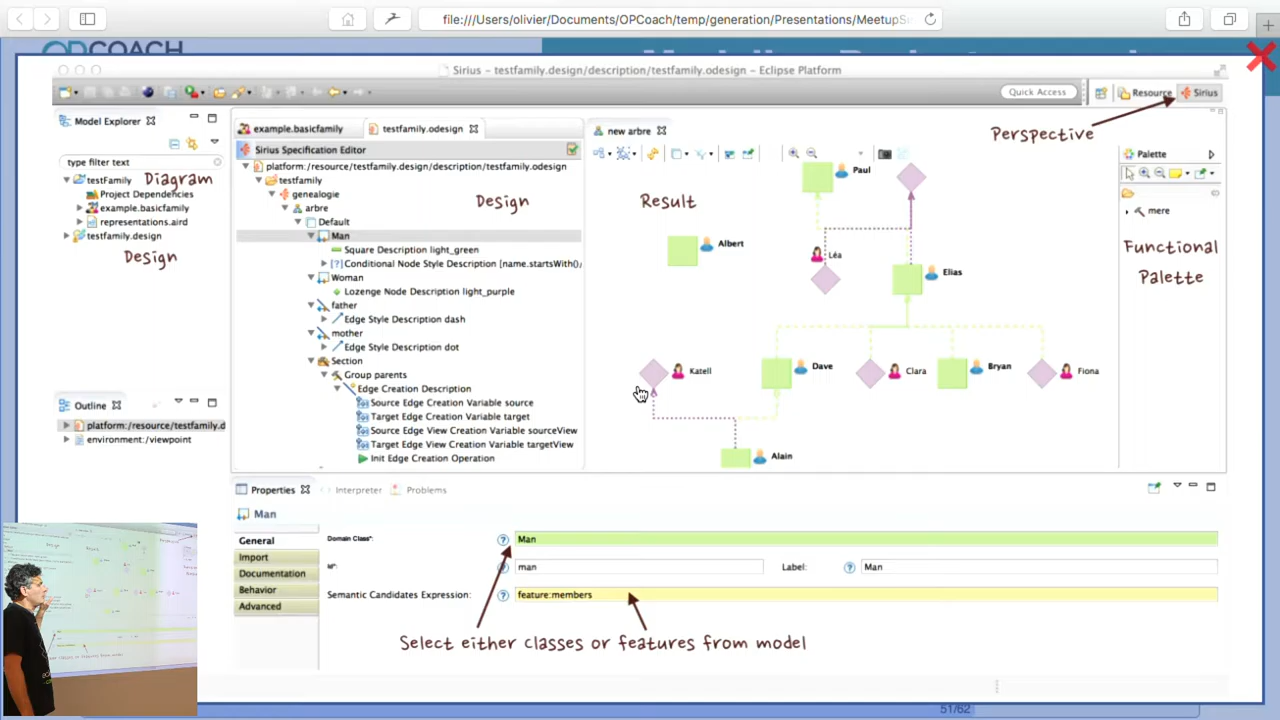 file:///Users/olivier/Documents/OPCoach/temp/generation/Presentations/MeetupSi
OPCOACH
Sirius - testfamily.design/description/testfamily.odesign - Eclipse Platform
Quick Access
Resource
Sirius
Perspective
Model Explorer
type filter text
testFamily
Diagram
Project Dependencies
example.basicfamily
representations.aird
testfamily.design
Design
Outline
platform:/resource/testfamily.d
environment:/viewpoint
example.basicfamily
testfamily.odesign
Sirius Specification Editor
platform:/resource/testfamily.design/description/testfamily.odesign
testfamily
genealogie
arbre
Default
Man
Square Description light_green
Conditional Node Style Description [name.startsWith()/
Woman
Lozenge Node Description light_purple
father
Edge Style Description dash
mother
Edge Style Description dot
Section
Group parents
Edge Creation Description
Source Edge Creation Variable source
Target Edge Creation Variable target
Source Edge View Creation Variable sourceView
Target Edge View Creation Variable targetView
Init Edge Creation Operation
Design
new arbre
Result
Paul
Albert
Léa
Elias
Katell
Dave
Clara
Bryan
Fiona
Alain
Palette
mere
Functional
Palette
Properties
Interpreter
Problems
Man
General
Import
Documentation
Behavior
Advanced
Domain Class*:
Man
Id*:
man
Label:
Man
Semantic Candidates Expression:
feature:members
Select either classes or features from model
51/62